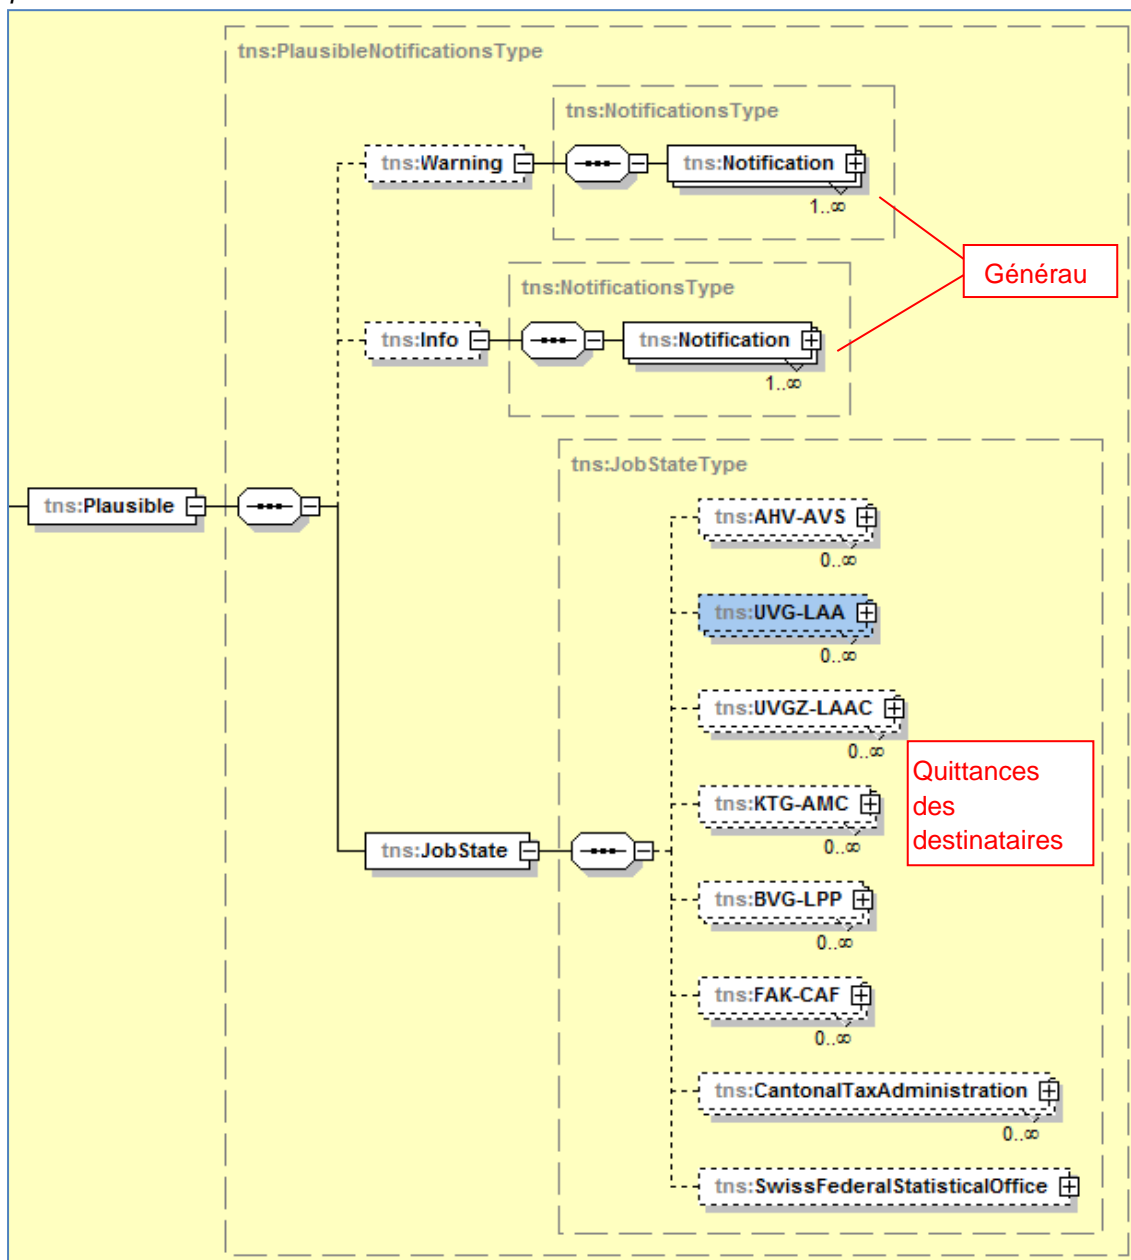 tns:PlausibleNotificationsType
tns:NotificationsType
tns:Warning
tns:Notification
1..∞
Générau
tns:NotificationsType
tns:Info
tns:Notification
1..∞
tns:JobStateType
tns:Plausible
tns:AHV-AVS
0..∞
tns:UVG-LAA
0..∞
tns:UVGZ-LAAC
0..∞
Quittances
des
destinataires
tns:KTG-AMC
0..∞
tns:JobState
tns:BVG-LPP
0..∞
tns:FAK-CAF
0..∞
tns:CantonalTaxAdministration
0..∞
tns:SwissFederalStatisticalOffice